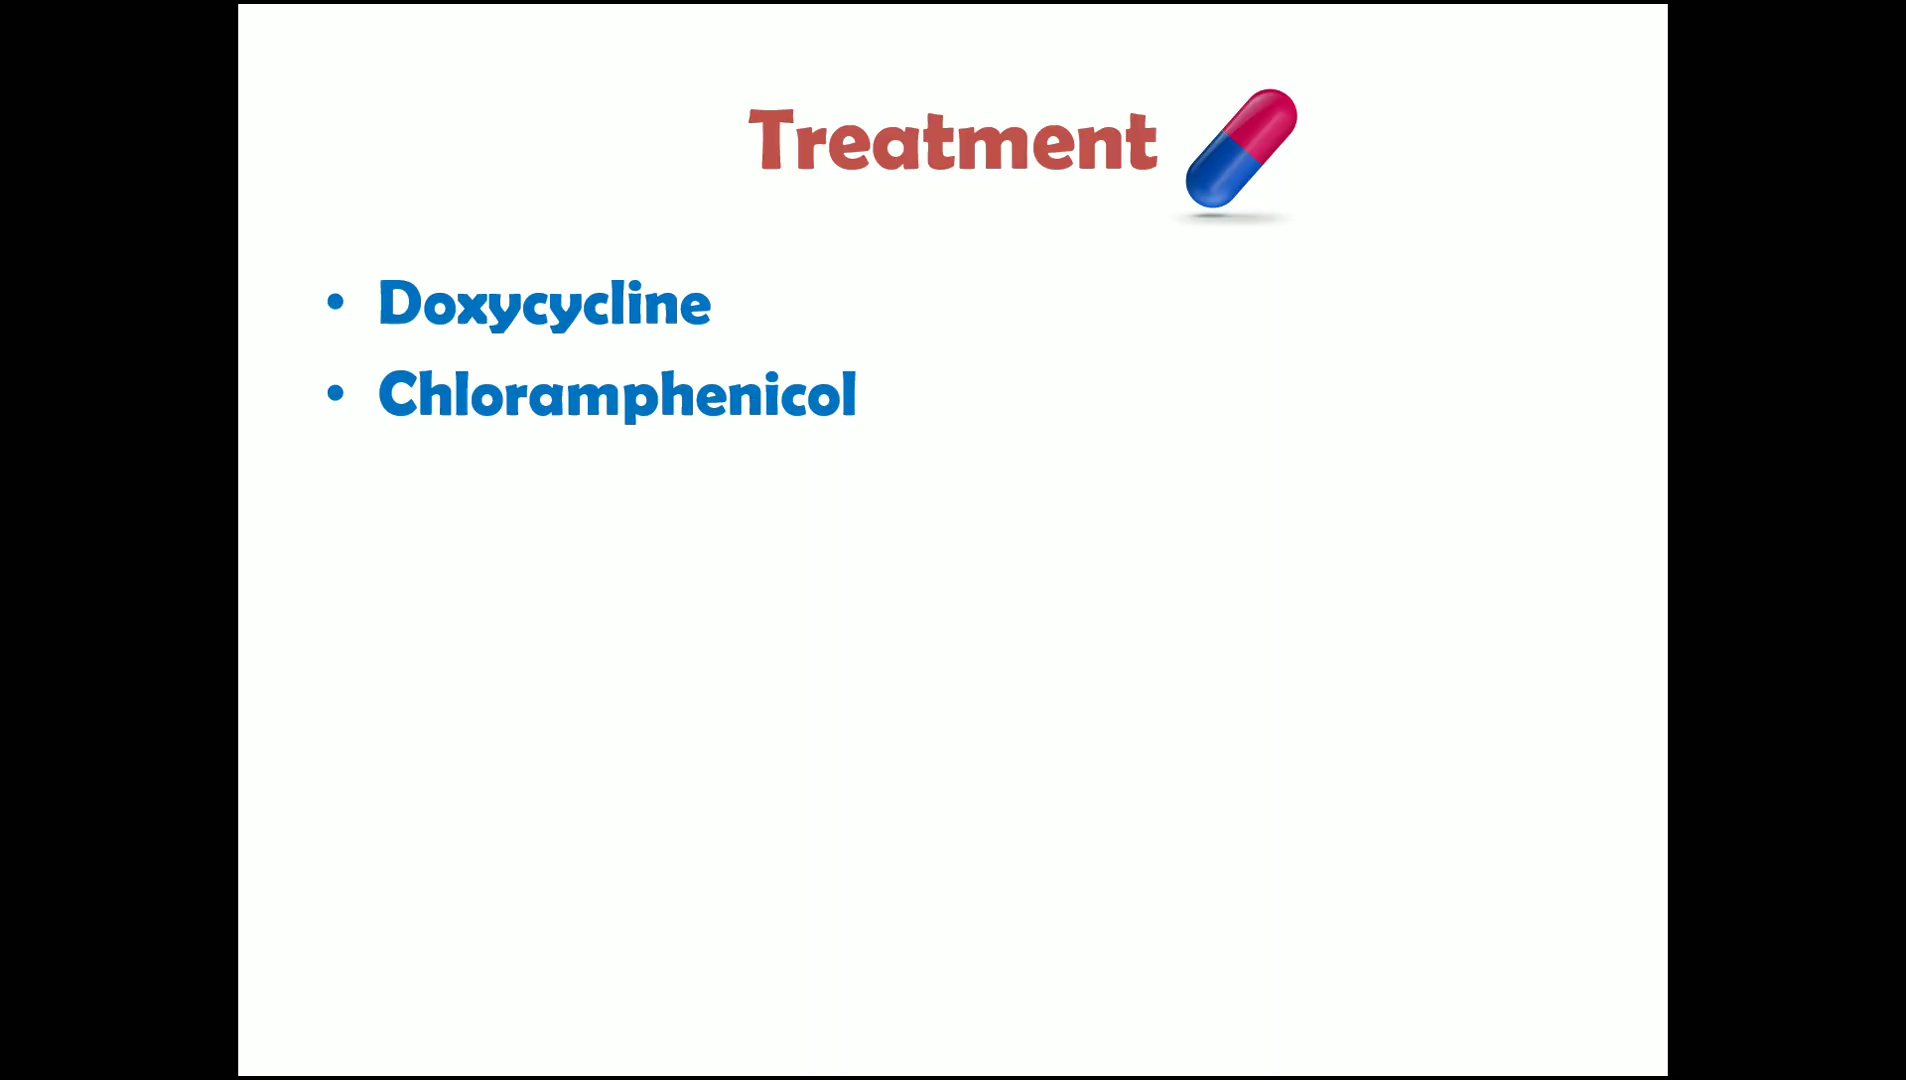 Treatment
• Doxycycline
• Chloramphenicol